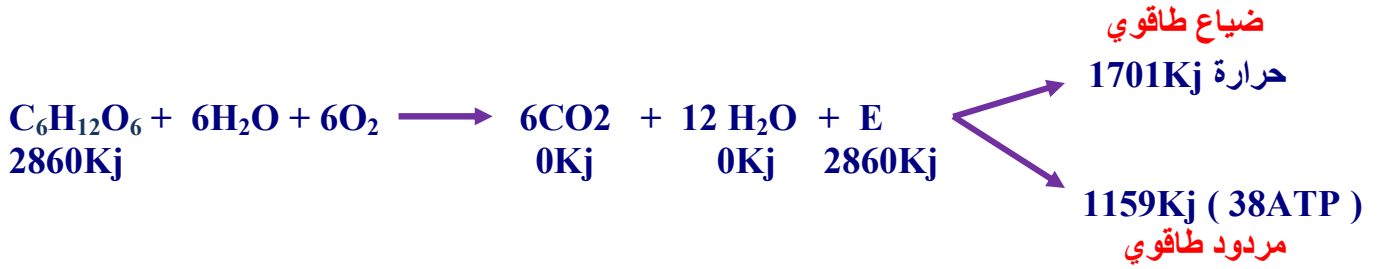 ضياع طاقوي
حرارة 1701Kj
C₆H₁₂O₆ + 6H₂O + 6O₂ → 6CO2 + 12 H₂O + E
2860Kj 0Kj 0Kj 2860Kj
1159Kj ( 38ATP )
مردود طاقوي